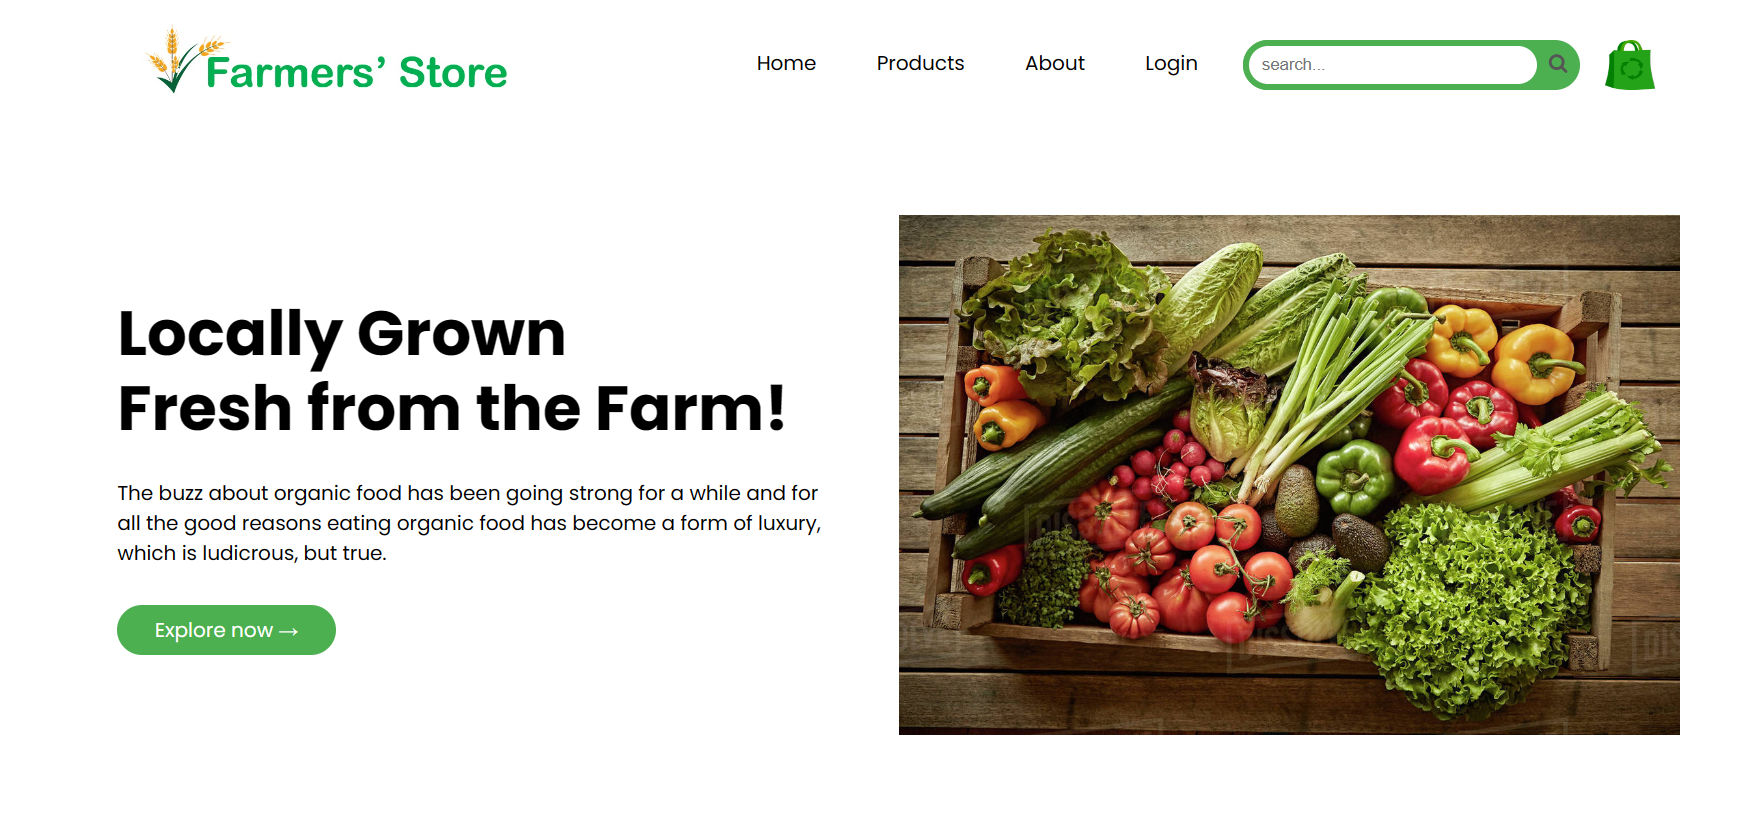 Farmers’ Store
Home
Products
About
Login
search...
Locally Grown
Fresh from the Farm!
The buzz about organic food has been going strong for a while and for
all the good reasons eating organic food has become a form of luxury,
which is ludicrous, but true.
Explore now →